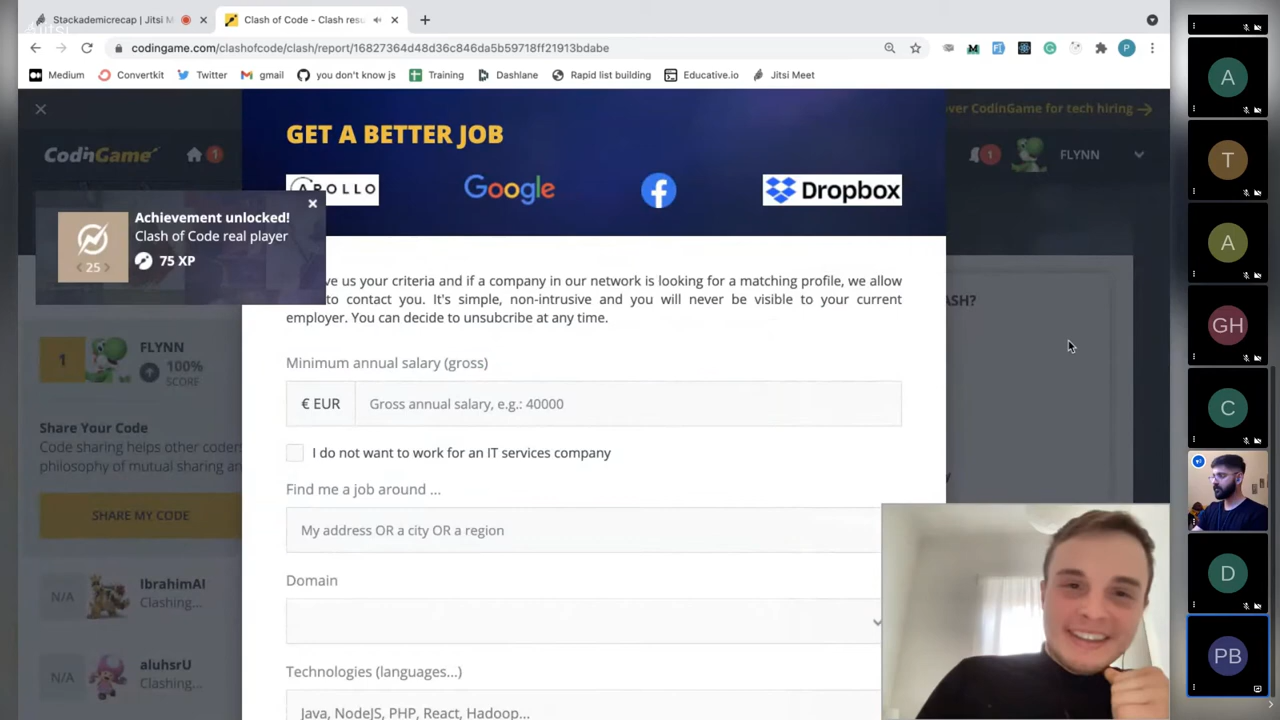 Stackademicrecap | Jitsi M
Clash of Code - Clash resu
codingame.com/clashofcode/clash/report/16827364d48d36c846da5b59718ff21913bdabe
P
Medium
Convertkit
Twitter
gmail
you don't know js
Training
Dashlane
Rapid list building
Educative.io
Jitsi Meet
GET A BETTER JOB
over CodinGame for tech hiring
CODINGAME
1
1
FLYNN
APOLLO
Google
Dropbox
Achievement unlocked!
Clash of Code real player
25
75 XP
ve us your criteria and if a company in our network is looking for a matching profile, we allow
to contact you. It's simple, non-intrusive and you will never be visible to your current
employer. You can decide to unsubcribe at any time.
ASH?
1
FLYNN
100%
SCORE
Minimum annual salary (gross)
€ EUR
Gross annual salary, e.g.: 40000
Share Your Code
Code sharing helps other coders
philosophy of mutual sharing an
I do not want to work for an IT services company
Find me a job around ...
SHARE MY CODE
My address OR a city OR a region
Domain
N/A
IbrahimAI
Clashing...
Technologies (languages...)
N/A
aluhsrU
Clashing...
Java, NodeJS, PHP, React, Hadoop...
A
T
A
GH
C
D
PB